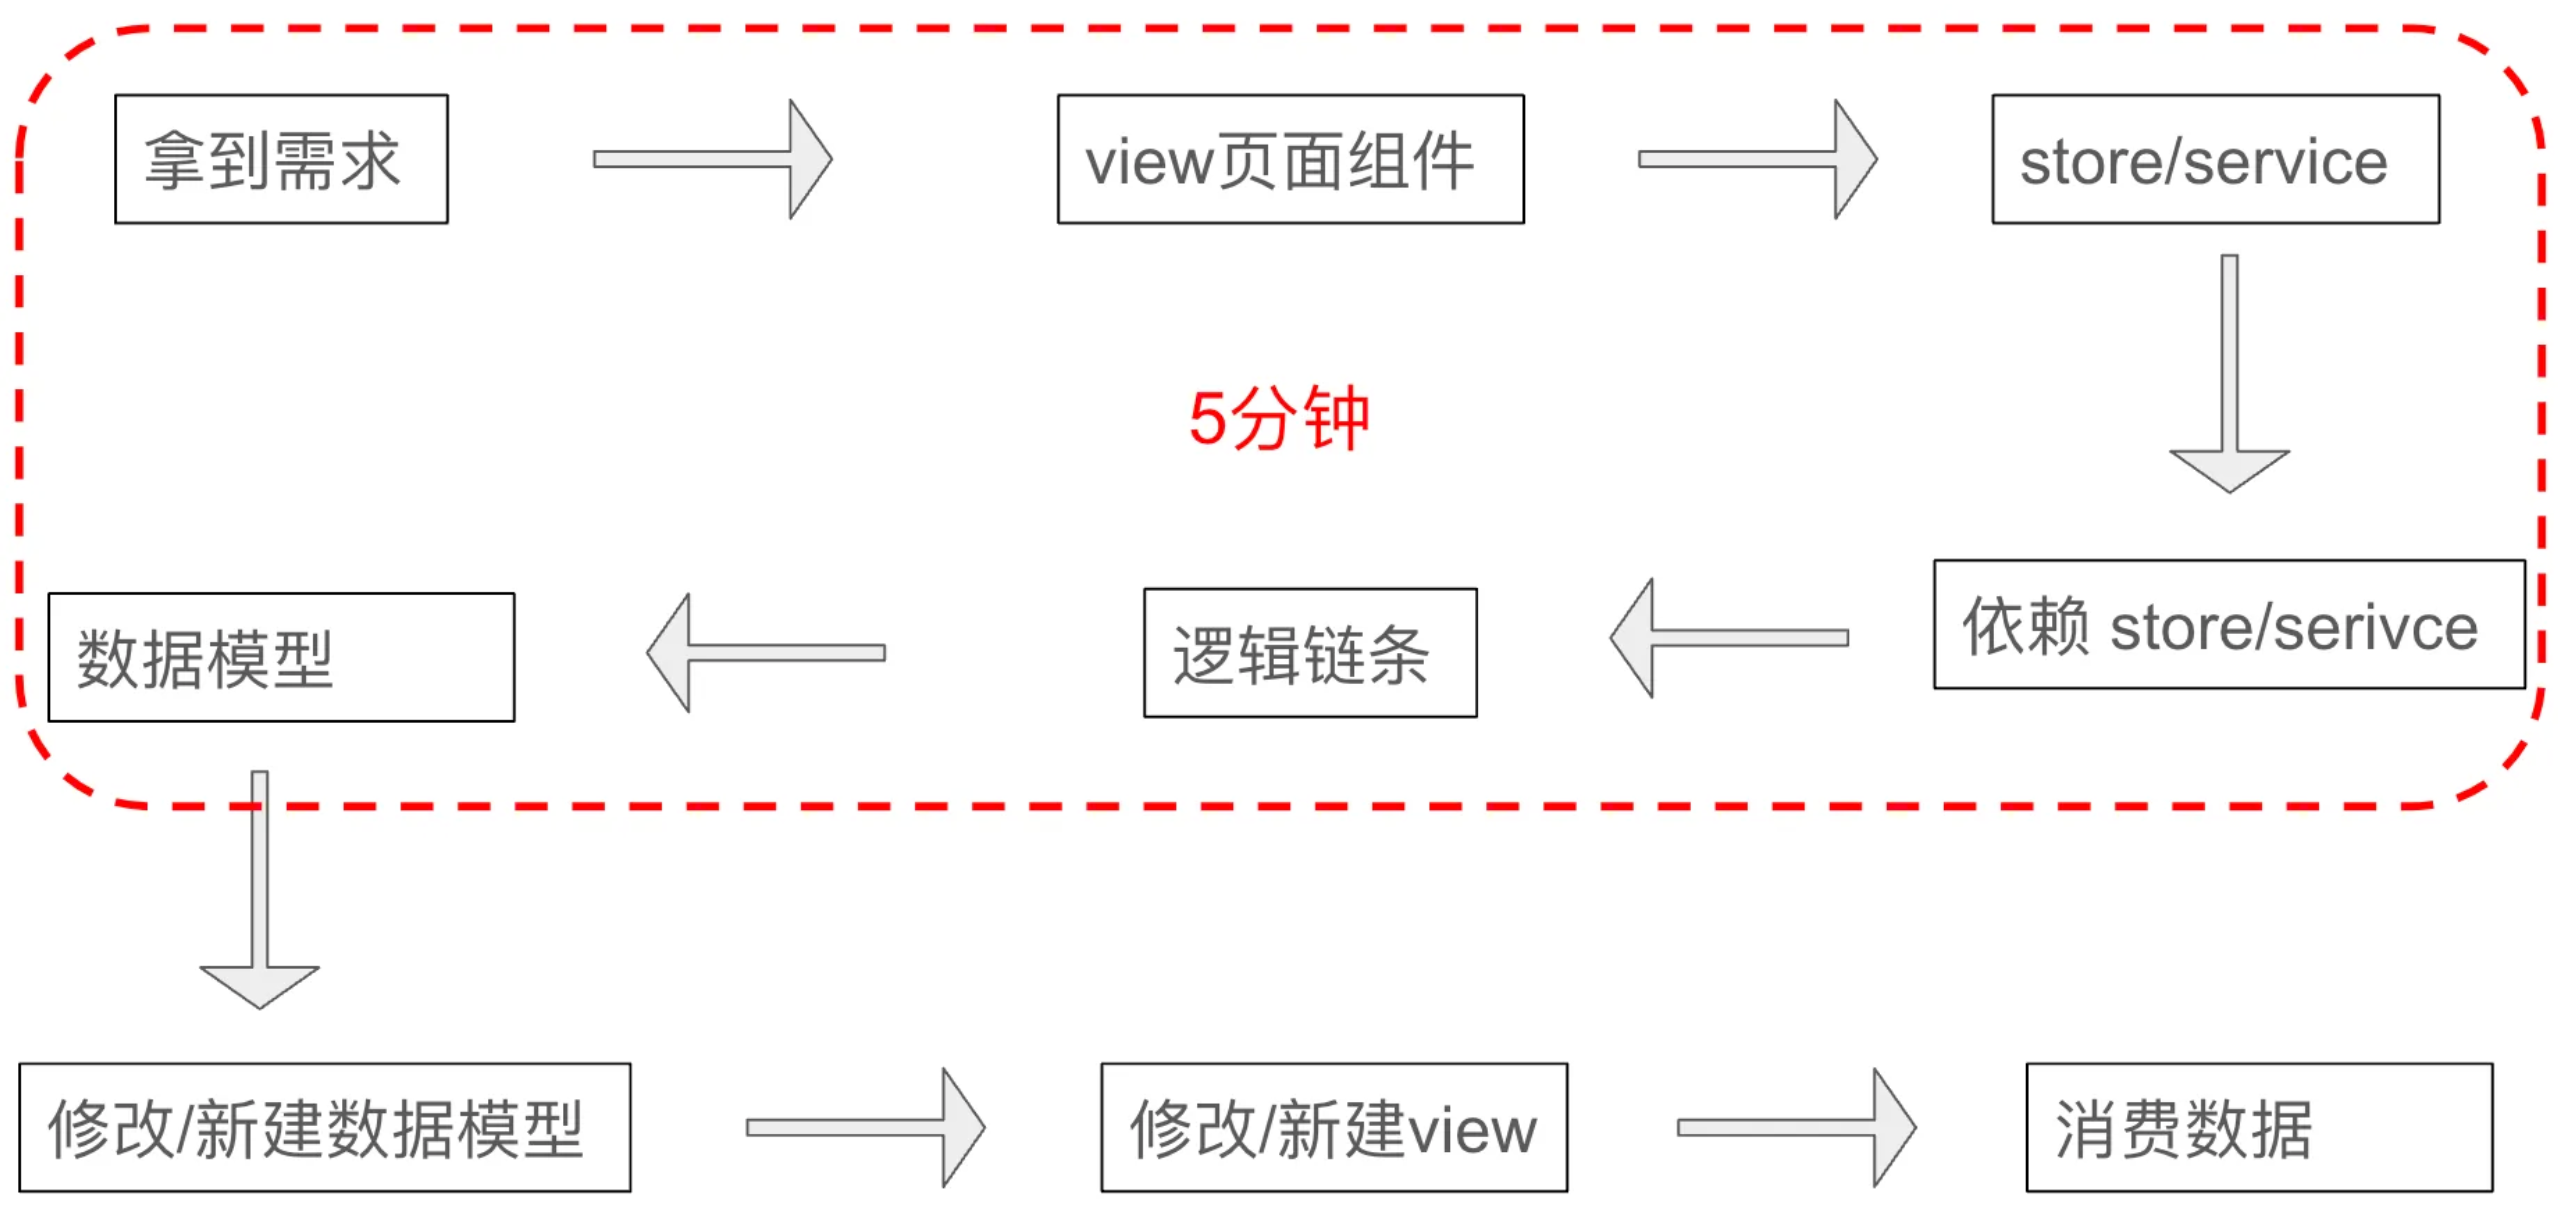 拿到需求
view页面组件
store/service
5分钟
依赖 store/serivce
逻辑链条
数据模型
修改/新建数据模型
修改/新建view
消费数据